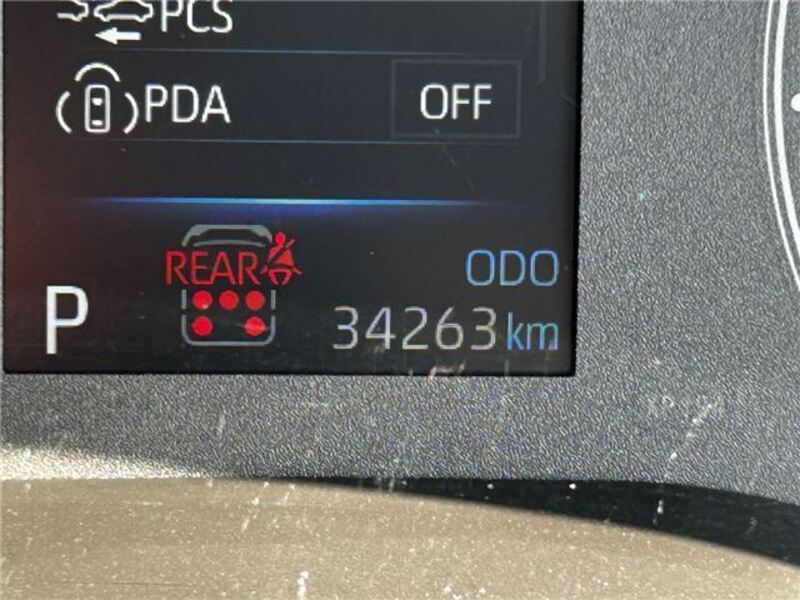 PCS
PDA OFF
REAR
ODO
P 34263 km